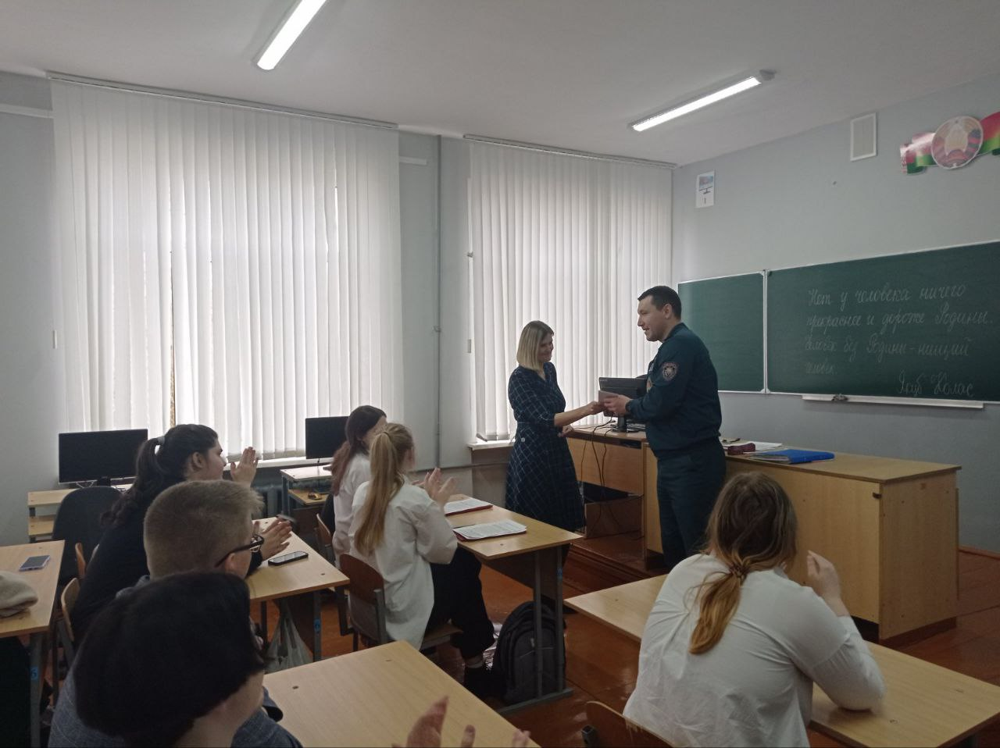 Нет у человека ничего
прекраснее и дороже Родины.
Человек без Родины - нищий
человек.
Якуб Колас